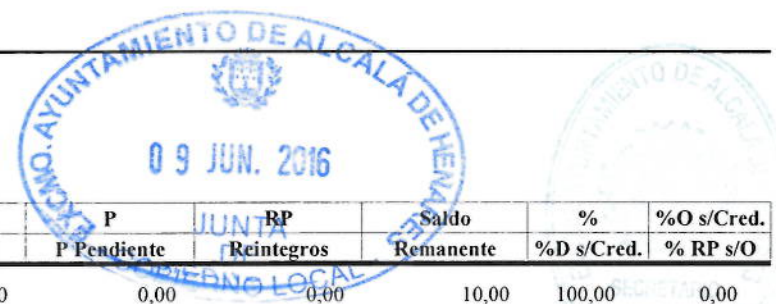 EXCMO. AYUNTAMIENTO DE ALCALÁ DE HENARES
0 9 JUN. 2016
JUNTA
GOBIERNO LOCAL
P RP Saldo % %O s/Cred.
P Pendiente Reintegros Remanente %D s/Cred. % RP s/O
0,00 0,00 10,00 100,00 0,00
SECRETARIO